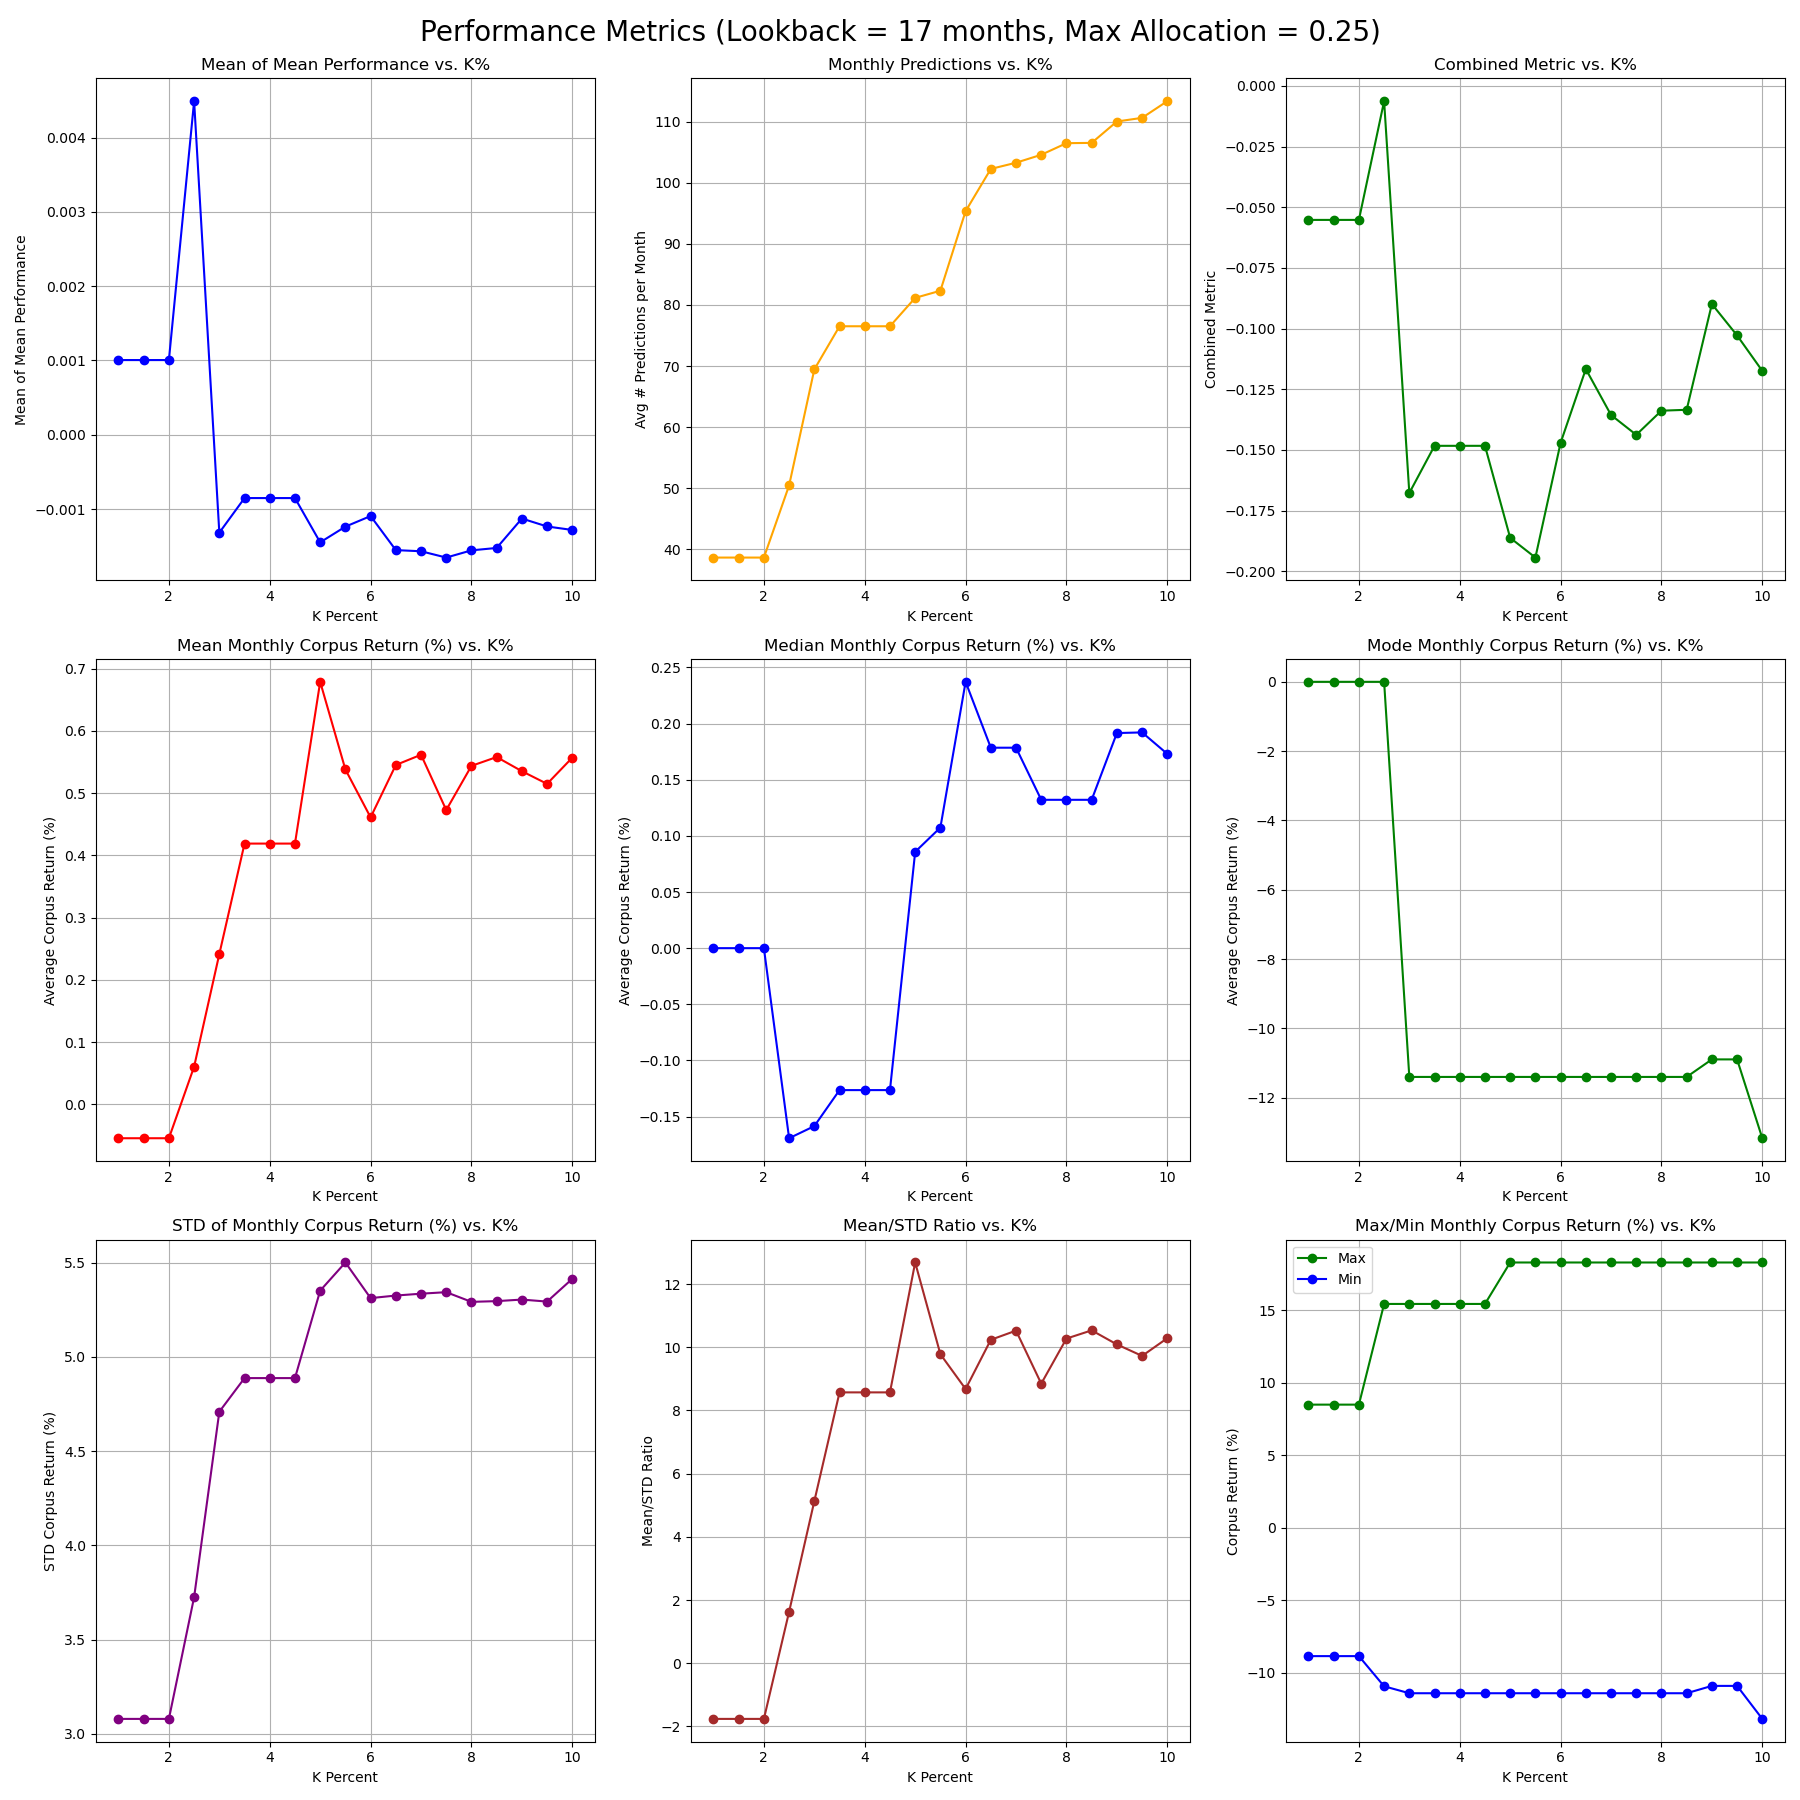 Performance Metrics (Lookback = 17 months, Max Allocation = 0.25)
Mean of Mean Performance vs. K%
Mean of Mean Performance
0.004
0.003
0.002
0.001
0.000
−0.001
2 4 6 8 10
K Percent
Monthly Predictions vs. K%
Avg # Predictions per Month
110
100
90
80
70
60
50
40
2 4 6 8 10
K Percent
Combined Metric vs. K%
Combined Metric
0.000
−0.025
−0.050
−0.075
−0.100
−0.125
−0.150
−0.175
−0.200
2 4 6 8 10
K Percent
Mean Monthly Corpus Return (%) vs. K%
Average Corpus Return (%)
0.7
0.6
0.5
0.4
0.3
0.2
0.1
0.0
2 4 6 8 10
K Percent
Median Monthly Corpus Return (%) vs. K%
Average Corpus Return (%)
0.25
0.20
0.15
0.10
0.05
0.00
−0.05
−0.10
−0.15
2 4 6 8 10
K Percent
Mode Monthly Corpus Return (%) vs. K%
Average Corpus Return (%)
0
−2
−4
−6
−8
−10
−12
2 4 6 8 10
K Percent
STD of Monthly Corpus Return (%) vs. K%
STD Corpus Return (%)
5.5
5.0
4.5
4.0
3.5
3.0
2 4 6 8 10
K Percent
Mean/STD Ratio vs. K%
Mean/STD Ratio
12
10
8
6
4
2
0
−2
2 4 6 8 10
K Percent
Max/Min Monthly Corpus Return (%) vs. K%
Max
Min
Corpus Return (%)
15
10
5
0
−5
−10
2 4 6 8 10
K Percent